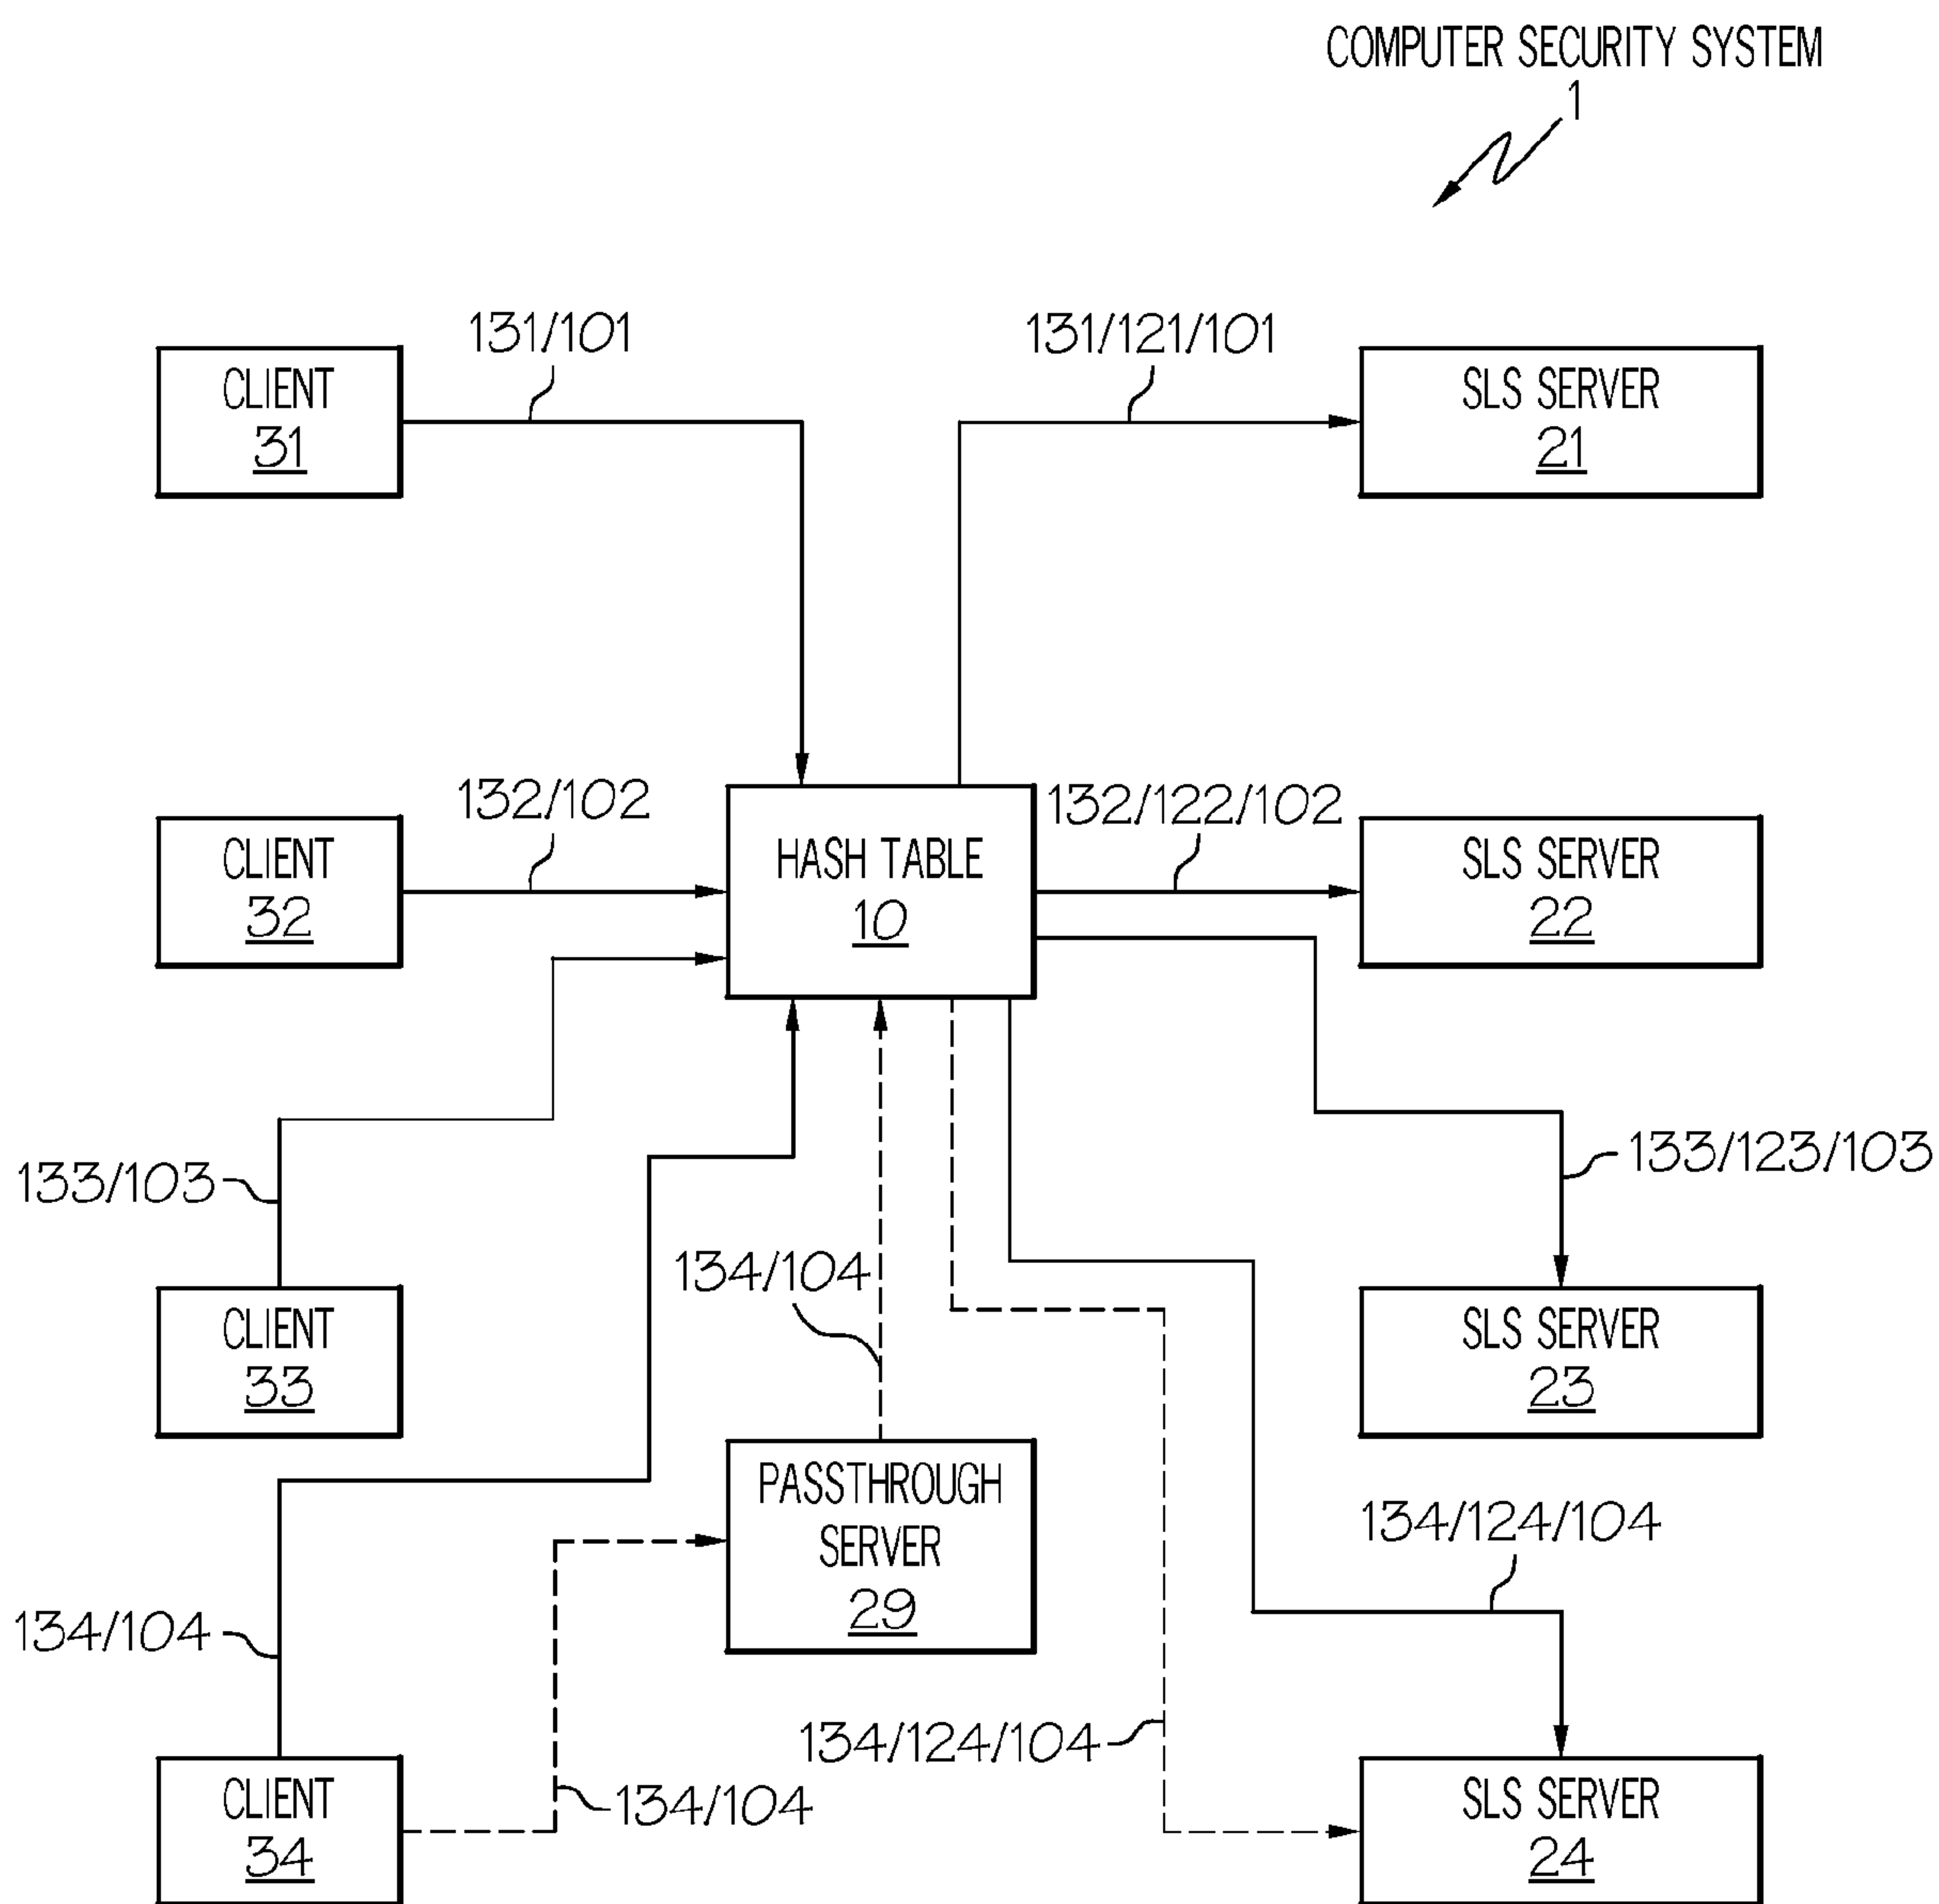 COMPUTER SECURITY SYSTEM
1
131/101
131/121/101
CLIENT
31
SLS SERVER
21
132/102
132/122/102
CLIENT
32
HASH TABLE
10
SLS SERVER
22
133/103
133/123/103
134/104
CLIENT
33
SLS SERVER
23
PASSTHROUGH
SERVER
29
134/124/104
134/104
134/124/104
134/104
CLIENT
34
SLS SERVER
24